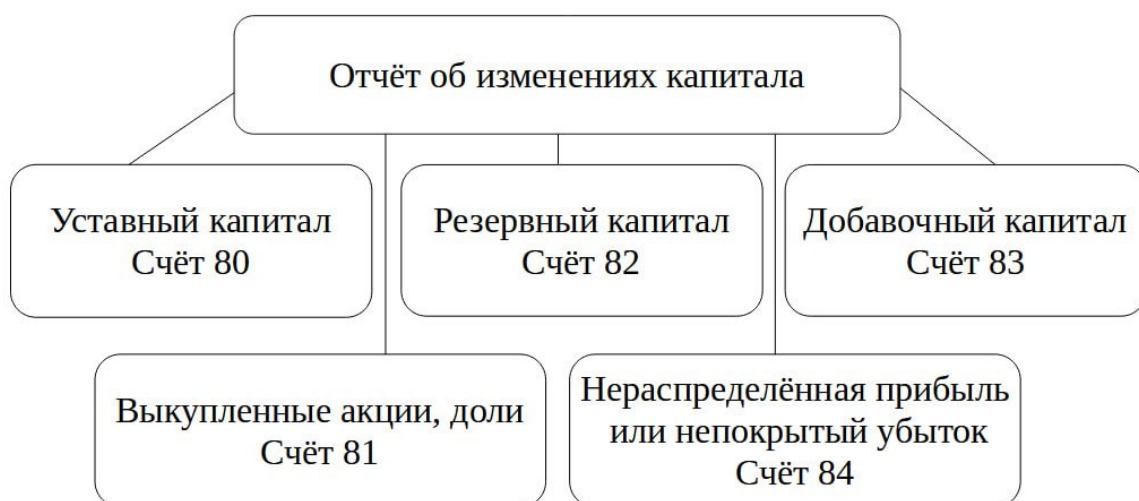 Отчёт об изменениях капитала
Уставный капитал
Счёт 80
Резервный капитал
Счёт 82
Добавочный капитал
Счёт 83
Выкупленные акции, доли
Счёт 81
Нераспределённая прибыль
или непокрытый убыток
Счёт 84